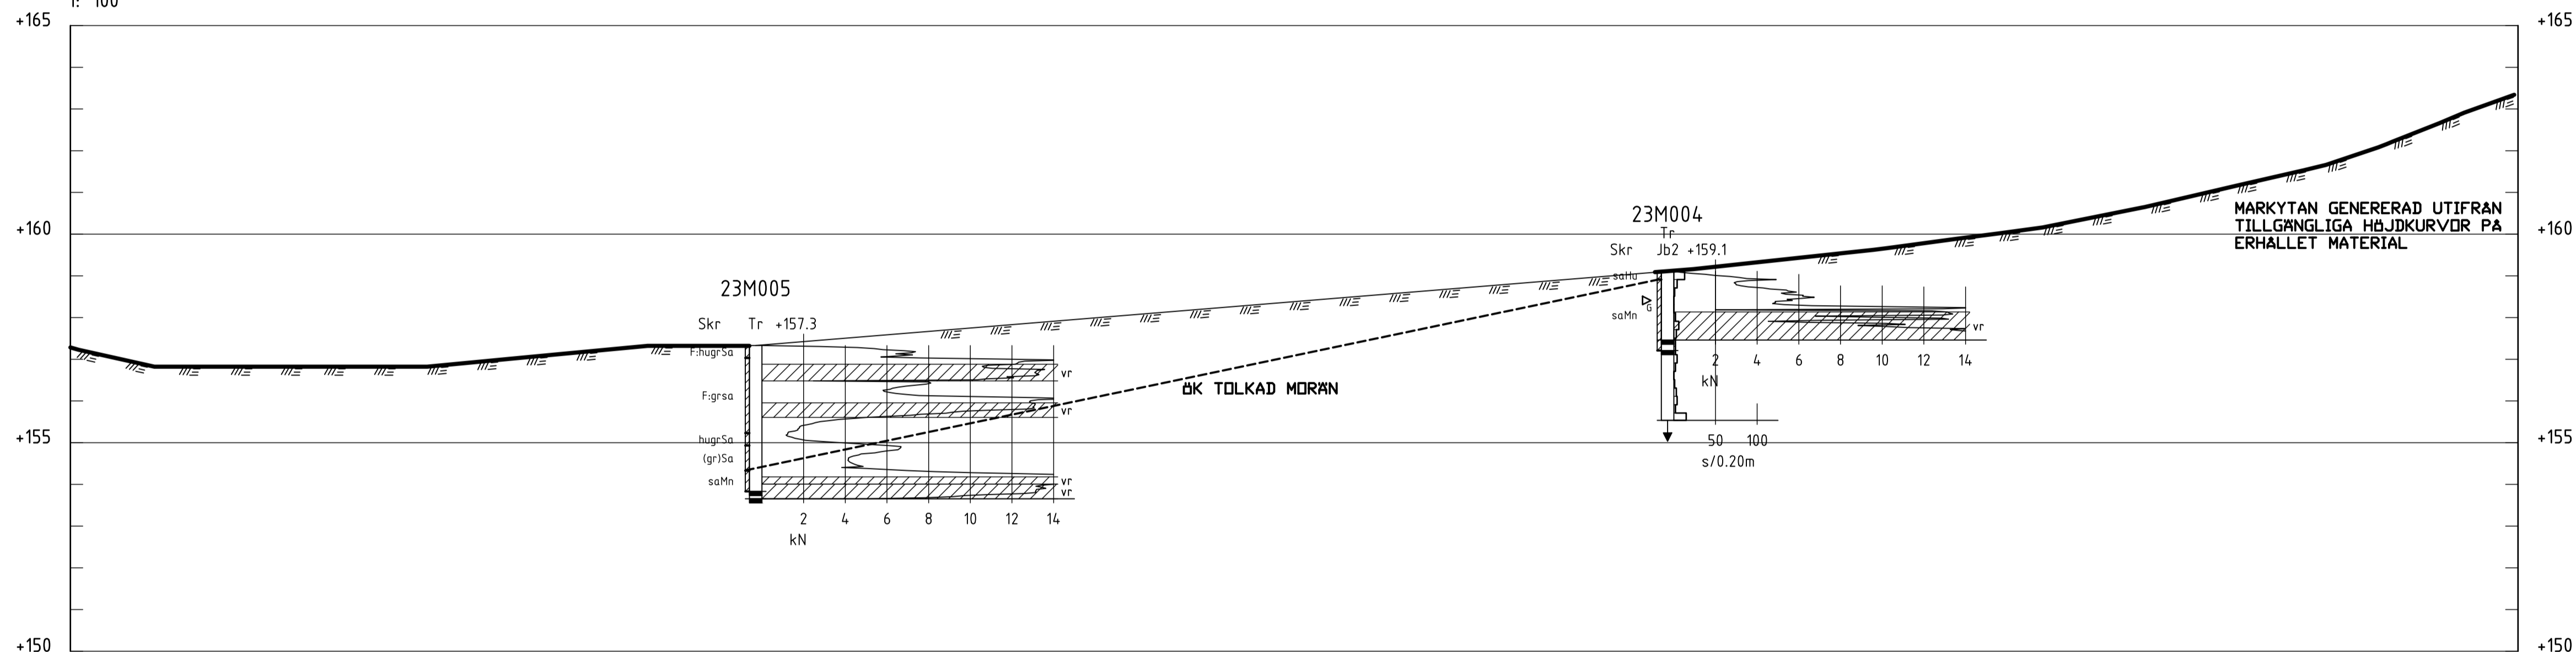 1: 100
+165
+165
+160
+160
+155
+150
+150
23M005
Skr Tr +157.3
F:hugrSa
F:grsa
hugrSa
(gr)Sa
saMn
vr
vr
vr
vr
2 4 6 8 10 12 14
kN
ÖK TOLKAD MORÄN
23M004
Tr
Skr Jb2 +159.1
saHu
G
saMn
vr
2 4 6 8 10 12 14
kN
50 100
s/0.20m
MARKYTAN GENERERAD UTIFRÅN
TILLGÄNGLIGA HÖJDKURVOR PÅ
ERHÅLLET MATERIAL
+155